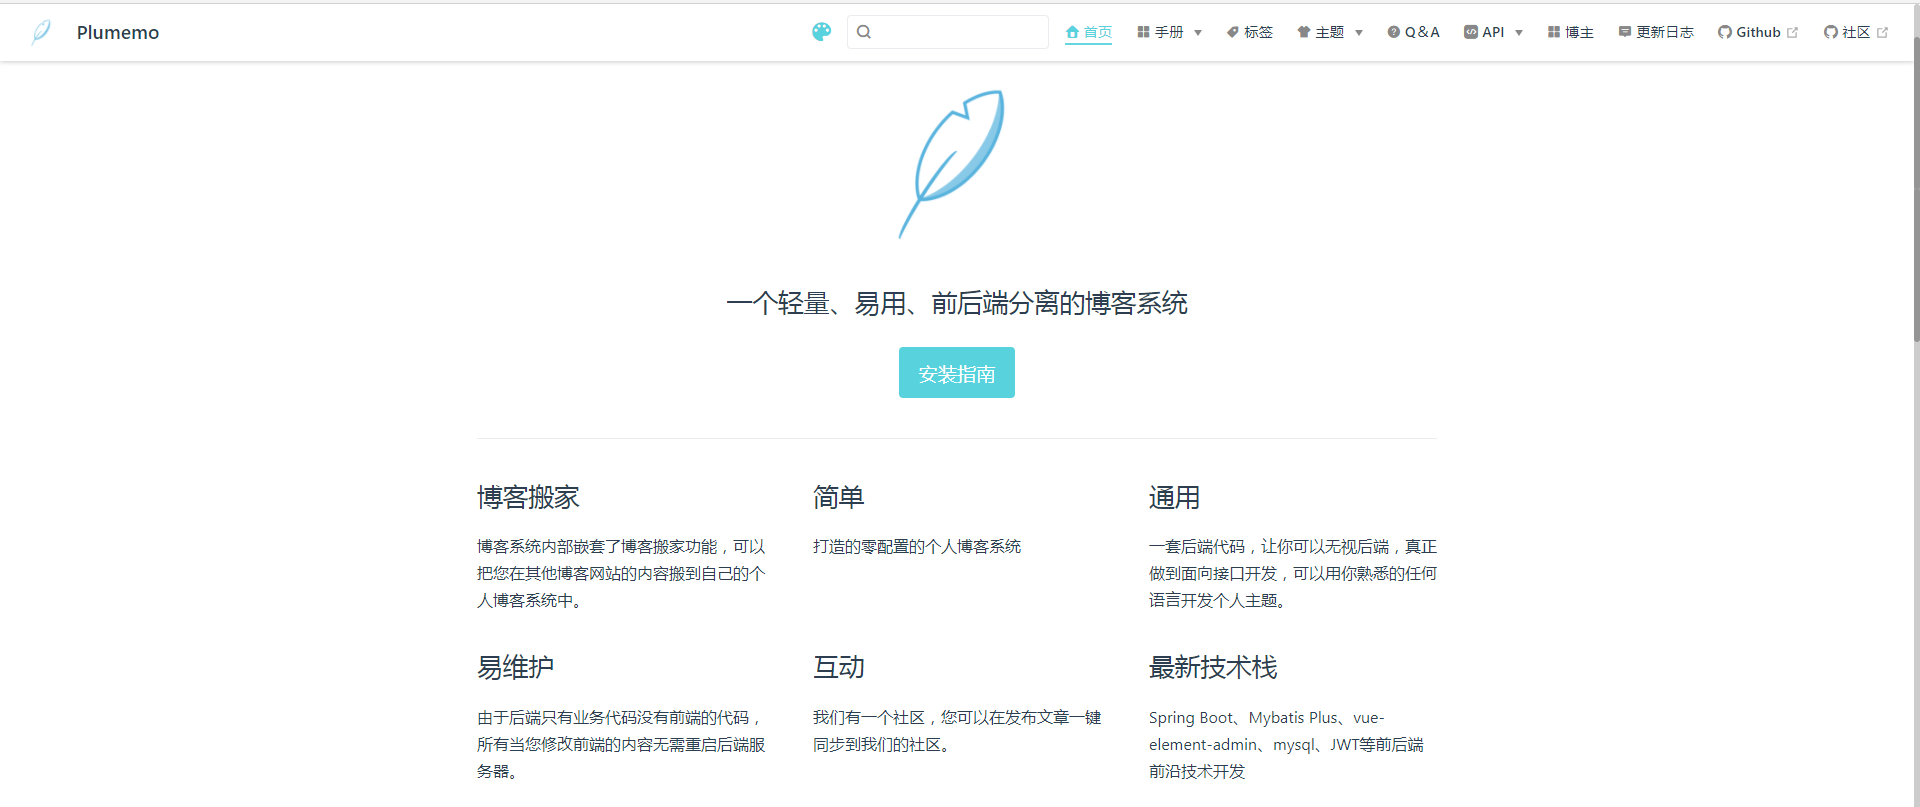 Plumemo
首页 手册 标签 主题 Q&A API 博主 更新日志 Github 社区
一个轻量、易用、前后端分离的博客系统
安装指南
博客搬家
博客系统内部嵌套了博客搬家功能，可以
把您在其他博客网站的内容搬到自己的个
人博客系统中。
简单
打造的零配置的个人博客系统
通用
一套后端代码，让你可以无视后端，真正
做到面向接口开发，可以用你熟悉的任何
语言开发个人主题。
易维护
由于后端只有业务代码没有前端的代码，
所有当您修改前端的内容无需重启后端服
务器。
互动
我们有一个社区，您可以在发布文章一键
同步到我们的社区。
最新技术栈
Spring Boot、Mybatis Plus、vue-
element-admin、mysql、JWT等前后端
前沿技术开发